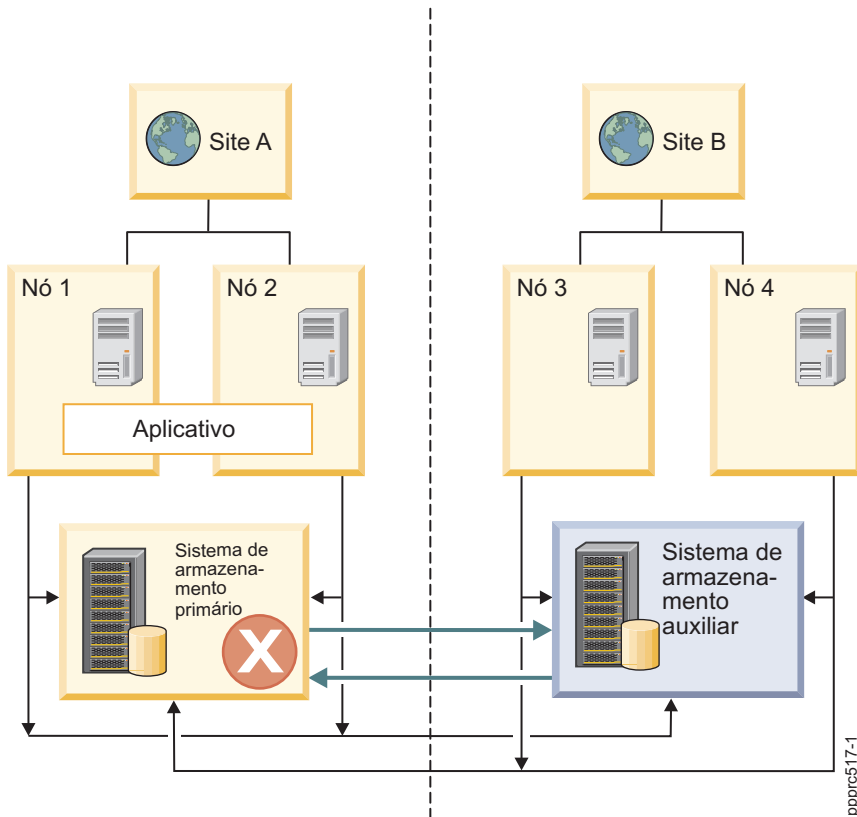 Site A
Site B
Nó 1
Nó 2
Nó 3
Nó 4
Aplicativo
Sistema de
armazena-
mento
primário
X
Sistema de
armazena-
mento
auxiliar
ppprc517-1